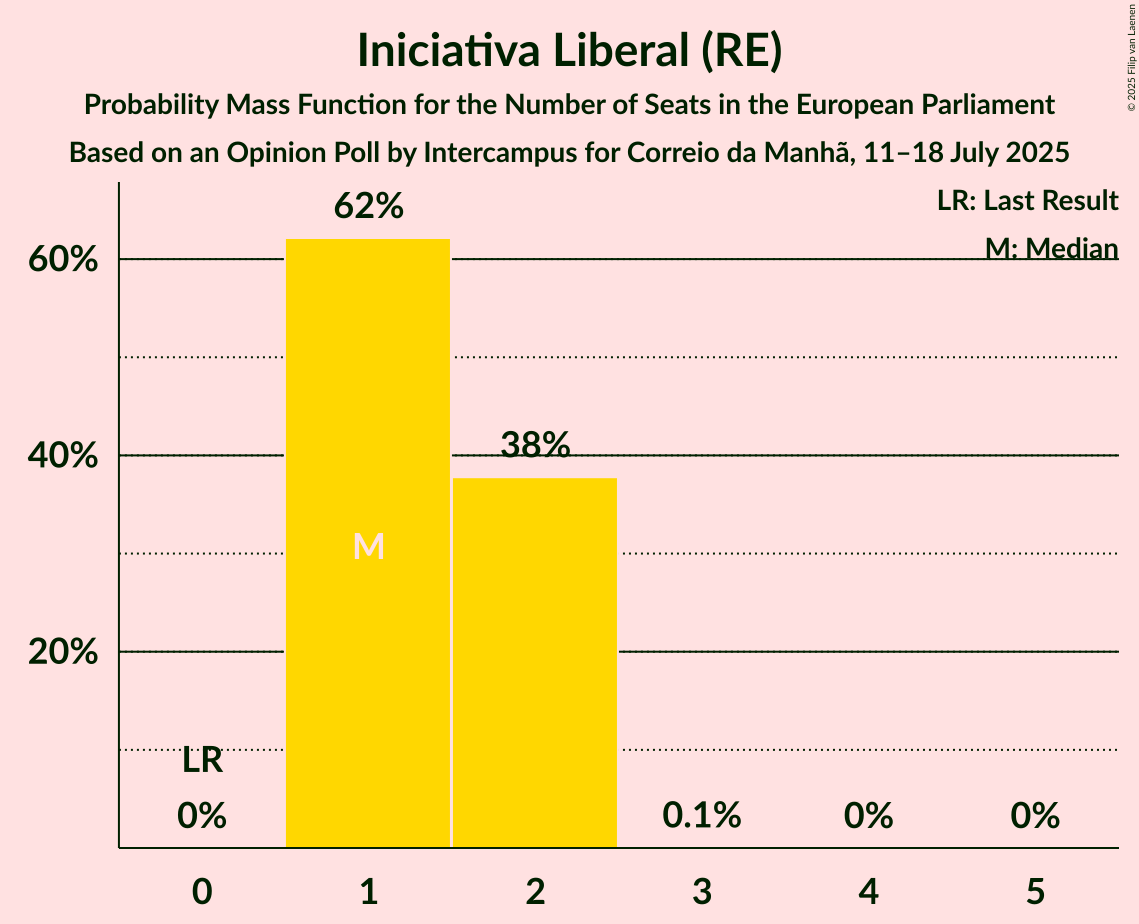 Iniciativa Liberal (RE)
Probability Mass Function for the Number of Seats in the European Parliament
Based on an Opinion Poll by Intercampus for Correio da Manhã, 11–18 July 2025
© 2025 Filip van Laenen
LR: Last Result
M: Median
62%
60%
38%
40%
M
20%
LR
0%
0.1%
0%
0%
0
1
2
3
4
5